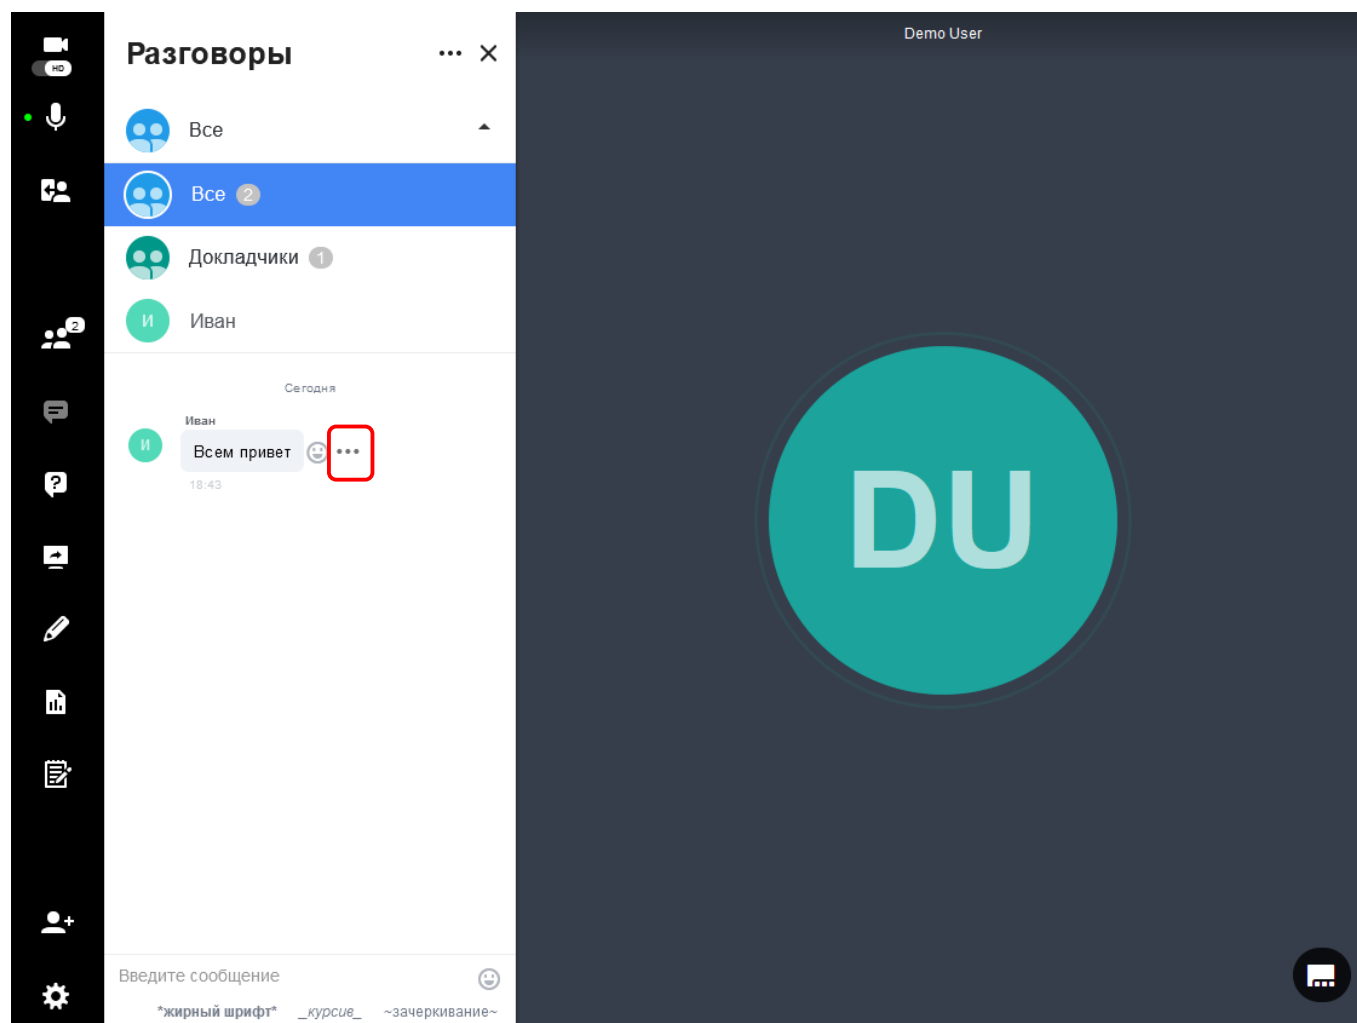 Demo User
HD
Разговоры
Все
Все 2
Докладчики 1
И Иван
2
Сегодня
Иван
И Всем привет
18:43
DU
Введите сообщение
*жирный шрифт* _курсив_ ~зачеркивание~